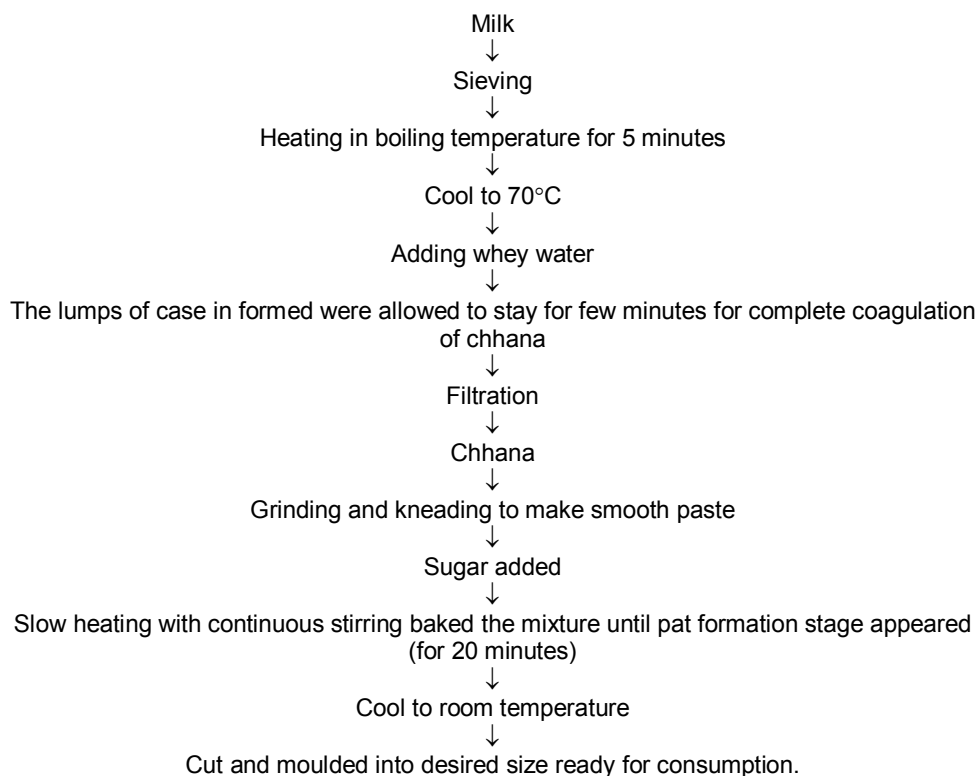 Milk
↓
Sieving
↓
Heating in boiling temperature for 5 minutes
↓
Cool to 70°C
↓
Adding whey water
↓
The lumps of case in formed were allowed to stay for few minutes for complete coagulation
of chhana
↓
Filtration
↓
Chhana
↓
Grinding and kneading to make smooth paste
↓
Sugar added
↓
Slow heating with continuous stirring baked the mixture until pat formation stage appeared
(for 20 minutes)
↓
Cool to room temperature
↓
Cut and moulded into desired size ready for consumption.